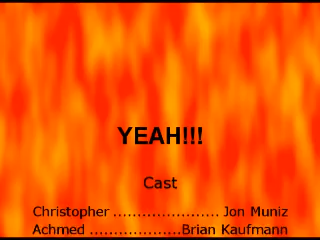 YEAH!!!
Cast
Christopher ...................... Jon Muniz
Achmed ..................Brian Kaufmann